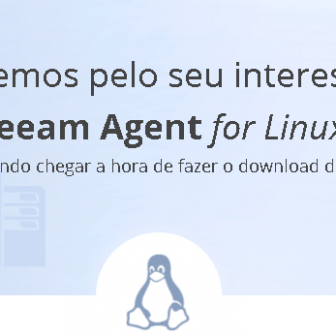 emos pelo seu interes
eeam Agent for Linux
ndo chegar a hora de fazer o download d